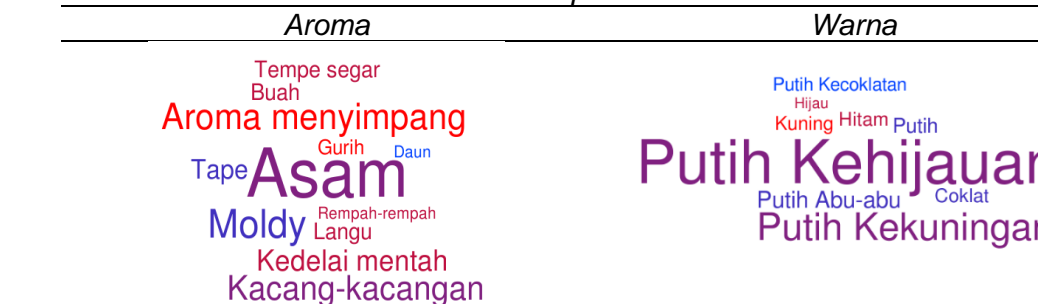 Aroma
Warna
Tempe segar
Buah
Aroma menyimpang
Gurih
Daun
Tape
Asam
Moldy
Rempah-rempah
Langu
Kedelai mentah
Kacang-kacangan
Putih Kecoklatan
Hijau
Kuning Hitam Putih
Putih Kehijauan
Putih Abu-abu
Coklat
Putih Kekuningan